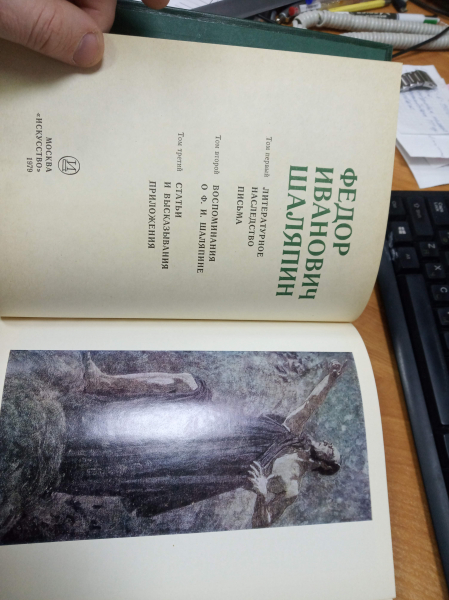 ФЕДОР
ИВАНОВИЧ
ШАЛЯПИН
Том первый
ЛИТЕРАТУРНОЕ
НАСЛЕДСТВО
ПИСЬМА
Том второй
ВОСПОМИНАНИЯ
О Ф. И. ШАЛЯПИНЕ
Том третий
СТАТЬИ
И ВЫСКАЗЫВАНИЯ
ПРИЛОЖЕНИЯ
МОСКВА
«ИСКУССТВО»
1979